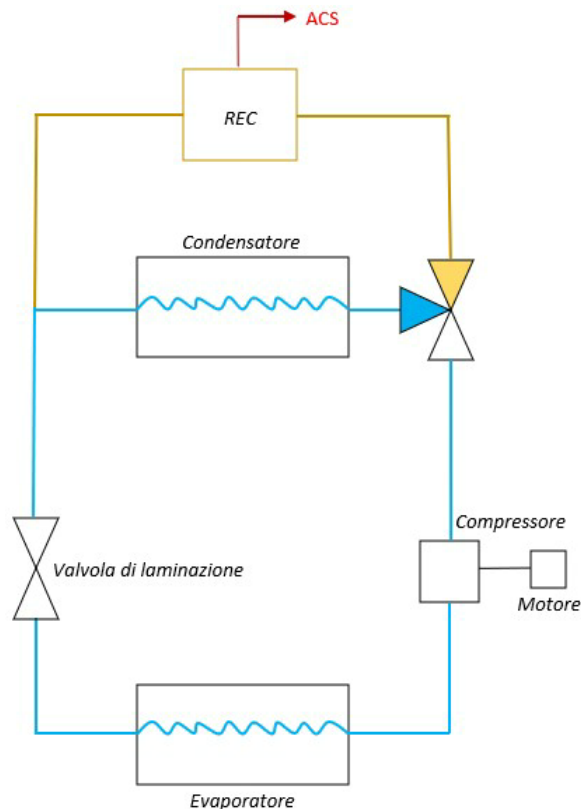 ACS
REC
Condensatore
Compressore
Valvola di laminazione
Motore
Evaporatore